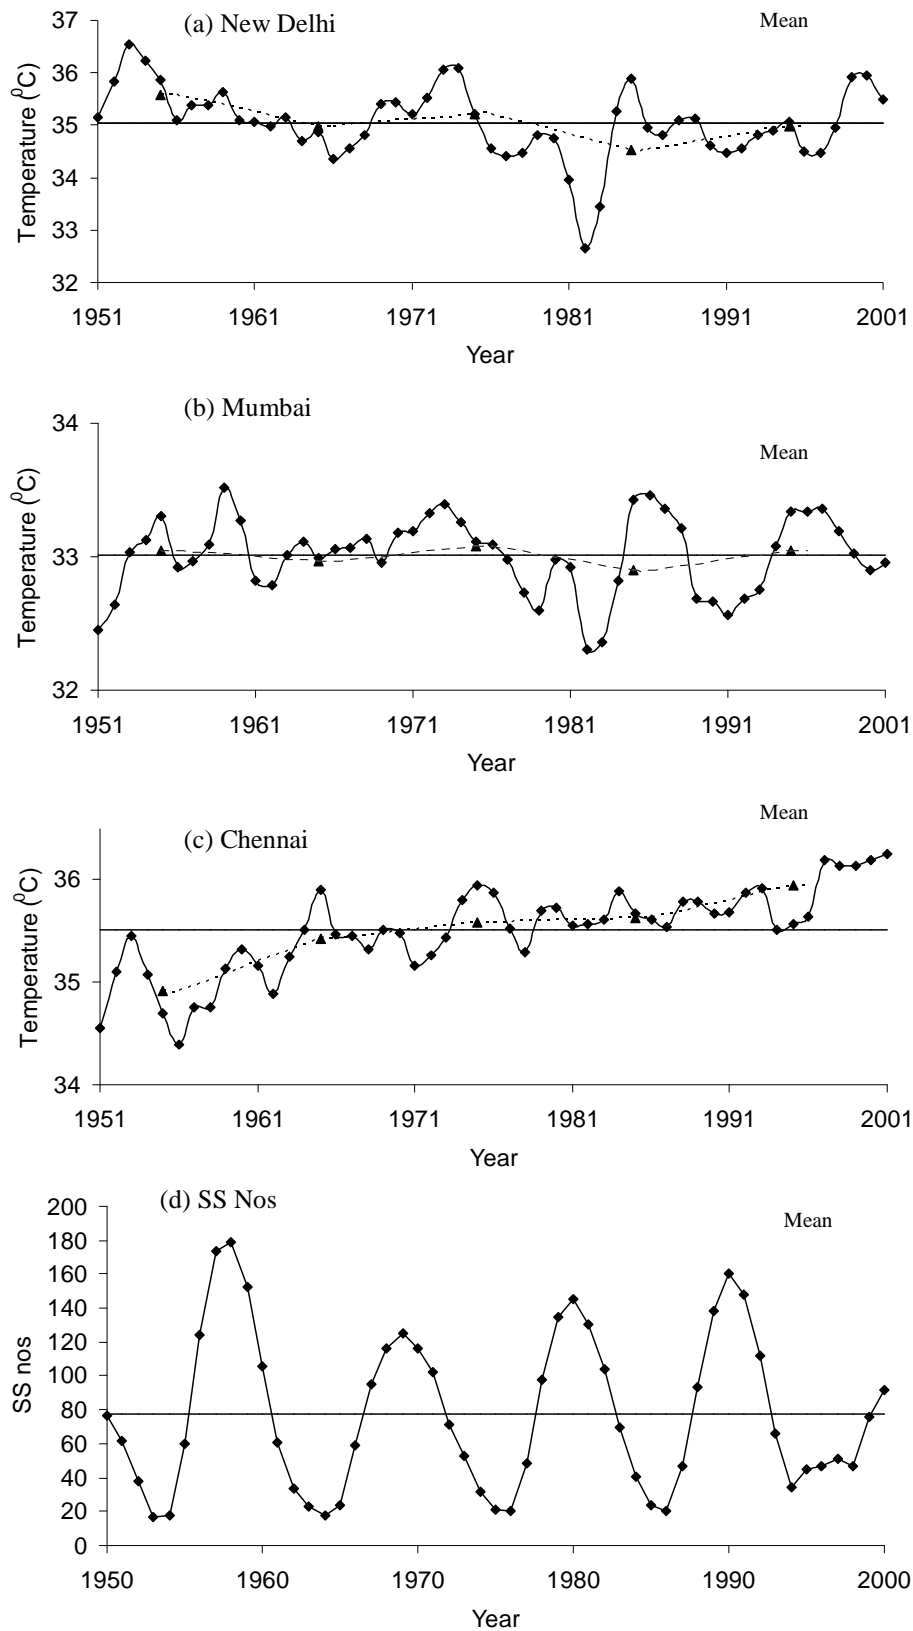 (a) New Delhi
Mean
Temperature (⁰C)
37
36
35
34
33
32
1951 1961 1971 1981 1991 2001
Year
(b) Mumbai
Mean
Temperature (⁰C)
34
33
32
1951 1961 1971 1981 1991 2001
Year
(c) Chennai
Mean
Temperature (⁰C)
36
35
34
1951 1961 1971 1981 1991 2001
Year
(d) SS Nos
Mean
SS nos
200
180
160
140
120
100
80
60
40
20
0
1950 1960 1970 1980 1990 2000
Year